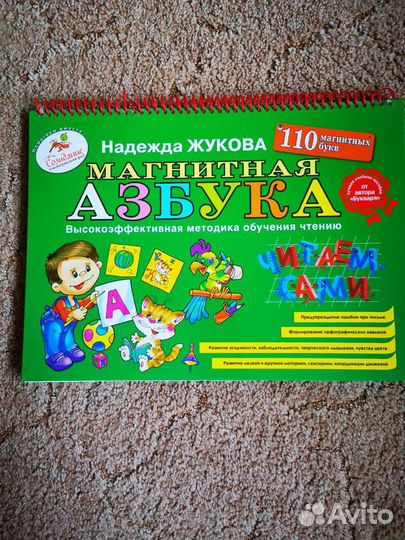 Умница
Надежда ЖУКОВА
110 магнитных
букв
МАГНИТНАЯ
АЗБУКА
от
автора
«Букваря»
Высокоэффективная методика обучения чтению
ЧИТАЕМ
САМИ
А
Предупреждение ошибок при письме
Формирование орфографических навыков
Развитие усидчивости, наблюдательности, творческого мышления, чувства цвета
Развитие мелкой и крупной моторики, сенсорики, координации движений
Avito